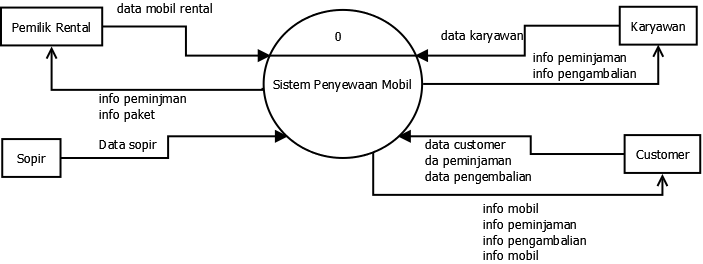 data mobil rental
Pemilik Rental
0
data karyawan
Karyawan
info peminjaman
info pengambalian
Sistem Penyewaan Mobil
info peminjman
info paket
Data sopir
Sopir
data customer
da peminjaman
data pengembalian
Customer
info mobil
info peminjaman
info pengambalian
info mobil